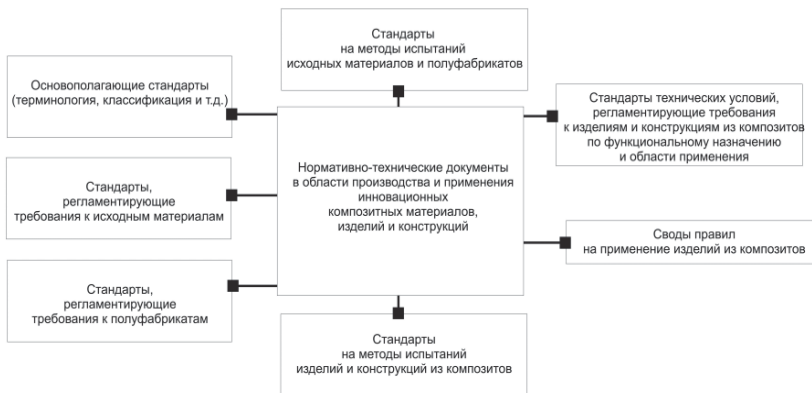 Стандарты
на методы испытаний
исходных материалов и полуфабрикатов
Основополагающие стандарты
(терминология, классификация и т.д.)
Стандарты технических условий,
регламентирующие требования
к изделиям и конструкциям из композитов
по функциональному назначению
и области применения
Нормативно-технические документы
в области производства и применения
инновационных
композитных материалов,
изделий и конструкций
Стандарты,
регламентирующие
требования к исходным материалам
Своды правил
на применение изделий из композитов
Стандарты,
регламентирующие
требования к полуфабрикатам
Стандарты
на методы испытаний
изделий и конструкций из композитов